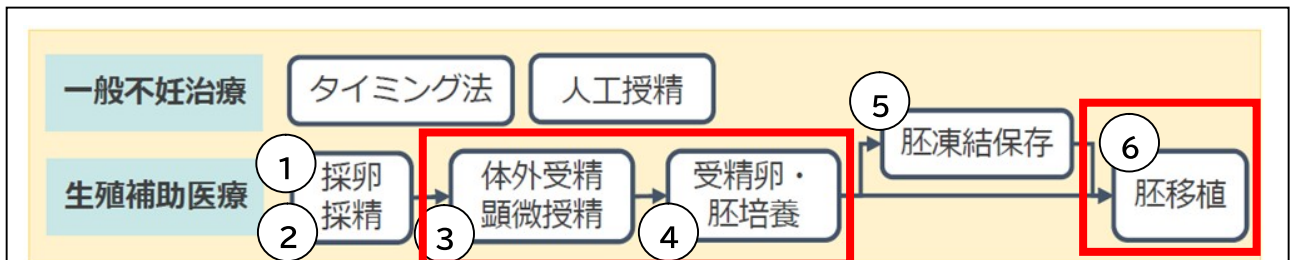 一般不妊治療
タイミング法
人工授精
生殖補助医療
1
採卵
2
採精
3
体外受精
顕微授精
4
受精卵・
胚培養
5
胚凍結保存
6
胚移植